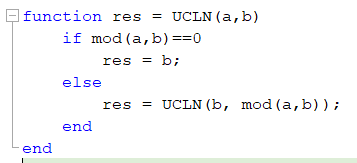 function res = UCLN(a,b)
    if mod(a,b)==0
        res = b;
    else
        res = UCLN(b, mod(a,b));
    end
end